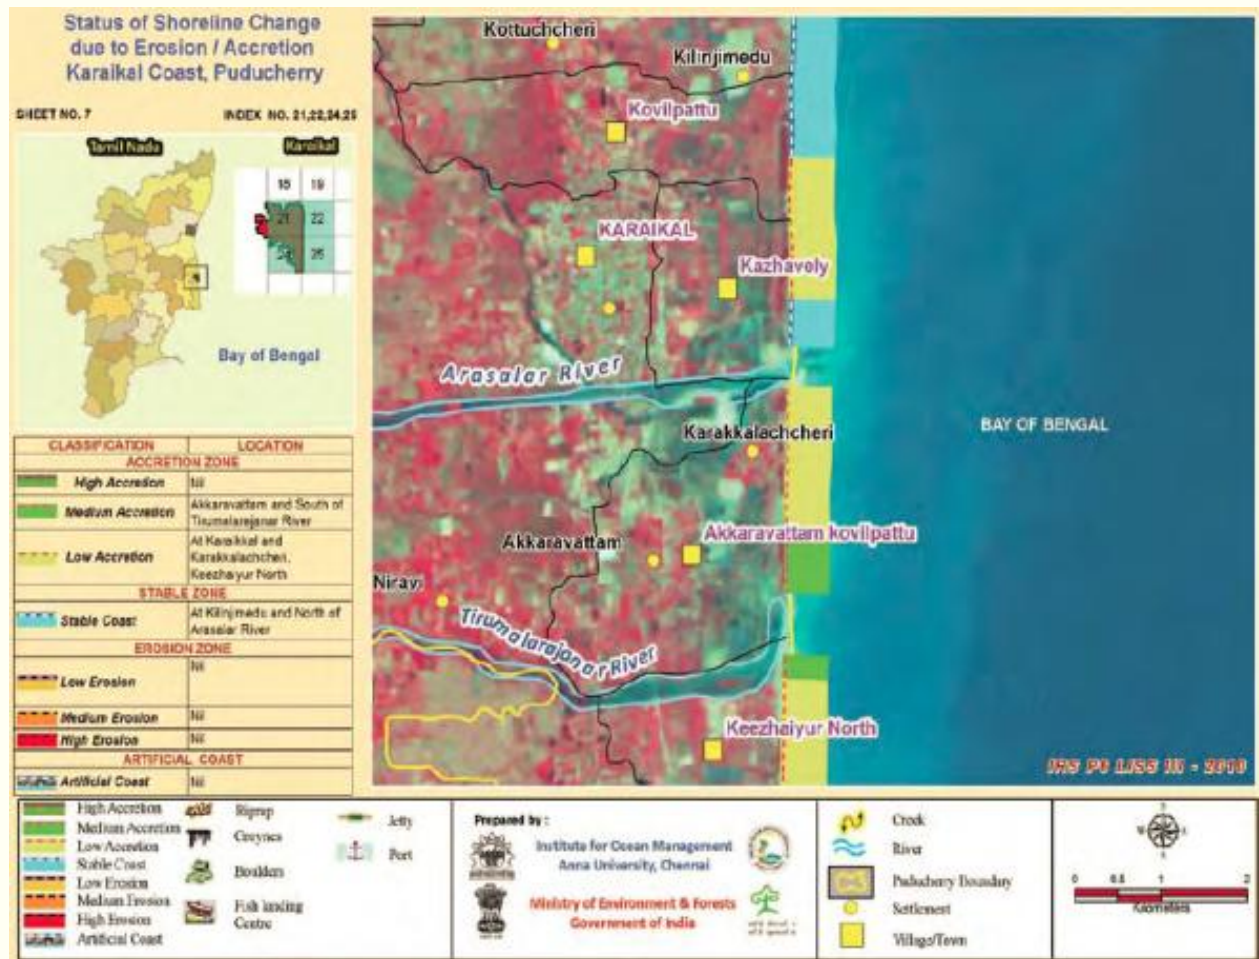 Status of Shoreline Change
due to Erosion / Accretion
Karaikal Coast, Puducherry
SHEET NO. 7
INDEX NO. 21,22,24,25
Tamil Nadu
Karaikal
18 19
21 22
24 25
Bay of Bengal
CLASSIFICATION LOCATION
ACCRETION ZONE
High Accretion Nil
Medium Accretion Akkaravattam and South of
Tirumalarejanar River
Low Accretion At Karaikkal and
Karakkalachcheri,
Keezhaiyur North
STABLE ZONE
Stable Coast At Kilinjimedu and North of
Arasalar River
EROSION ZONE
Low Erosion Nil
Medium Erosion Nil
High Erosion Nil
ARTIFICIAL COAST
Artificial Coast Nil
Kottuchcheri
Kilinjimedu
Kovilpattu
KARAIKAL
Kazhavely
Arasalar River
Karakkalachcheri
BAY OF BENGAL
Akkaravattam kovilpattu
Akkaravattam
Niravi
Tirumalarajanar River
Keezhaiyur North
IRS P6 LISS III - 2010
High Accretion
Medium Accretion
Low Accretion
Stable Coast
Low Erosion
Medium Erosion
High Erosion
Artificial Coast
Riprap
Groynes
Boulders
Fish landing
Centre
Jetty
Port
Prepared by :
Institute for Ocean Management
Anna University, Chennai
Ministry of Environment & Forests
Government of India
Creek
River
Puducherry Boundary
Settlement
Village/Town
W
0 0.5 1 2
Kilometers